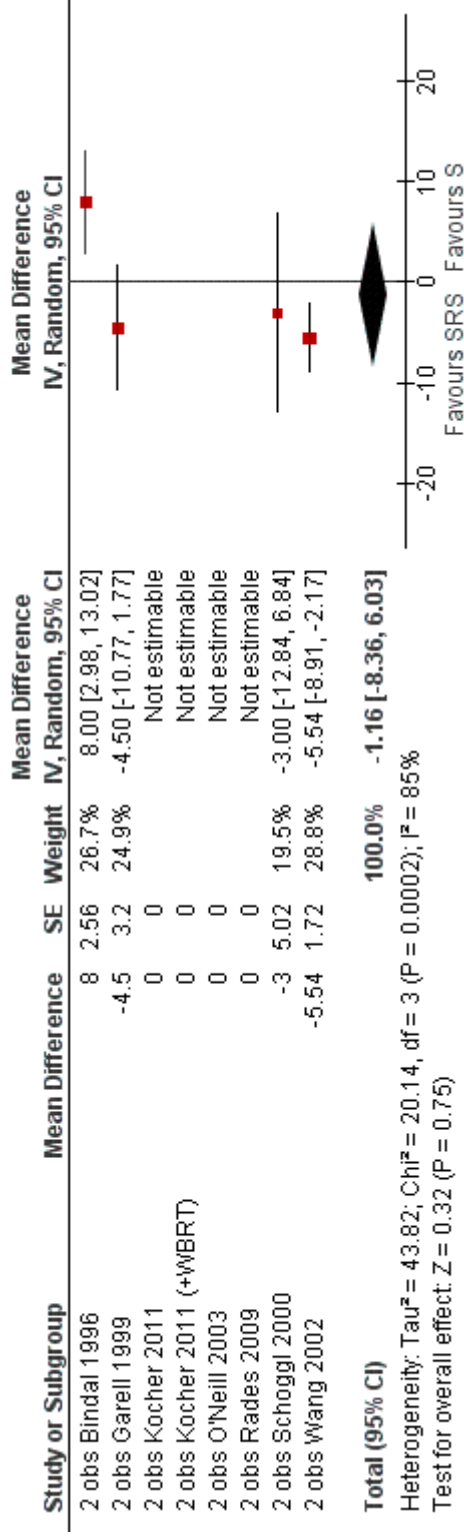 Mean Difference Mean Difference
Study or Subgroup Mean Difference SE Weight IV, Random, 95% CI IV, Random, 95% CI
2 obs Bindal 1996 8 2.56 26.7% 8.00 [2.98, 13.02]
2 obs Garell 1999 -4.5 3.2 24.9% -4.50 [-10.77, 1.77]
2 obs Kocher 2011 0 0 Not estimable
2 obs Kocher 2011 (+WBRT) 0 0 Not estimable
2 obs O'Neill 2003 0 0 Not estimable
2 obs Rades 2009 0 0 Not estimable
2 obs Schoggl 2000 -3 5.02 19.5% -3.00 [-12.84, 6.84]
2 obs Wang 2002 -5.54 1.72 28.8% -5.54 [-8.91, -2.17]
Total (95% CI) 100.0% -1.16 [-8.36, 6.03]
Heterogeneity: Tau² = 43.82; Chi² = 20.14, df = 3 (P = 0.0002); I² = 85%
Test for overall effect: Z = 0.32 (P = 0.75)
-20 -10 0 10 20
Favours SRS Favours S